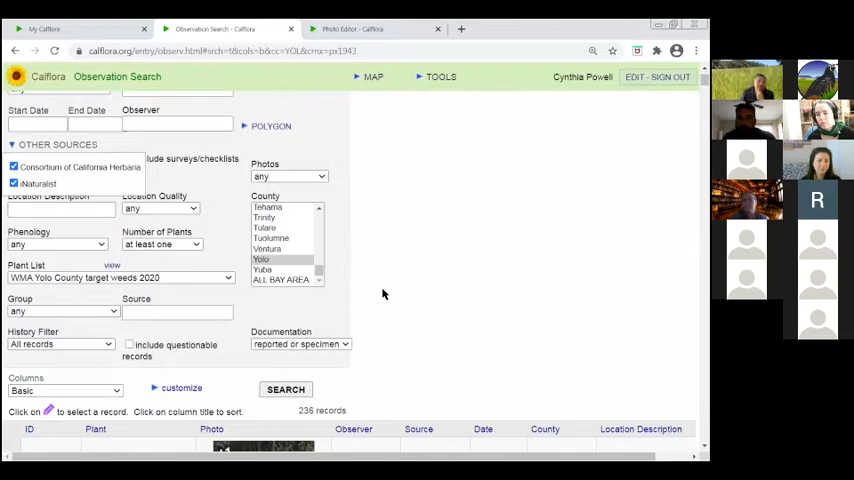 My Calflora
Observation Search - Calflora
Photo Editor - Calflora
calflora.org/entry/observ.html#srch=t&cols=b&cc=YOL&crnx=px1943
Calflora Observation Search
MAP
TOOLS
Cynthia Powell
EDIT - SIGN OUT
Start Date End Date Observer
POLYGON
OTHER SOURCES
Consortium of California Herbaria
clude surveys/checklists
Photos
iNaturalist
any
Location Description
Location Quality
County
any
Tehama
Trinity
Tulare
Tuolumne
Ventura
Yolo
Yuba
ALL BAY AREA
Phenology
Number of Plants
any
at least one
Plant List
view
WMA Yolo County target weeds 2020
Group
Source
any
History Filter
Documentation
All records
include questionable records
reported or specimen
Columns
Basic
customize
SEARCH
Click on to select a record. Click on column title to sort.
236 records
ID Plant Photo Observer Source Date County Location Description
R